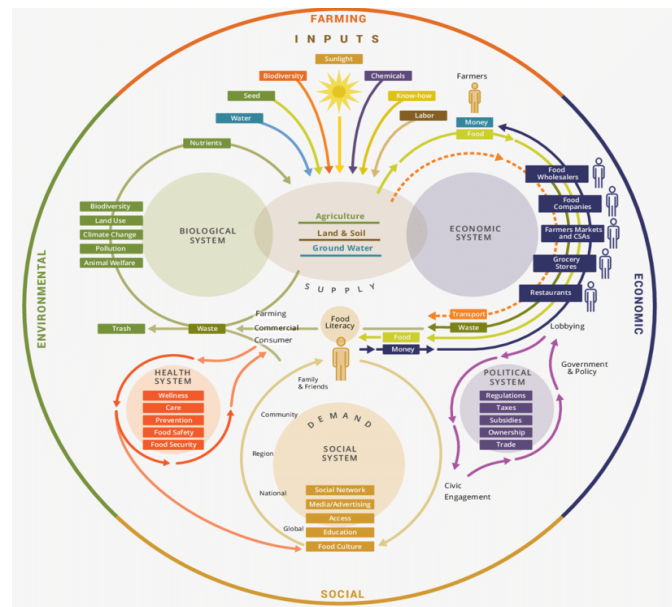 FARMING
INPUTS
Sunlight
Biodiversity
Chemicals
Farmers
Seed
Know-how
Water
Labor
Money
Food
Nutrients
Food
Wholesalers
Biodiversity
Land Use
Climate Change
Pollution
Animal Welfare
BIOLOGICAL
SYSTEM
Agriculture
Land & Soil
Ground Water
ECONOMIC
SYSTEM
Food
Companies
Farmers Markets
and CSAs
Grocery
Stores
Restaurants
SUPPLY
ENVIRONMENTAL
ECONOMIC
Farming
Commercial
Consumer
Food
Literacy
Transport
Waste
Food
Money
Trash
Waste
Lobbying
Government
& Policy
HEALTH
SYSTEM
Wellness
Care
Prevention
Food Safety
Food Security
Family
& Friends
Community
Region
National
Global
DEMAND
SOCIAL
SYSTEM
Social Network
Media/Advertising
Access
Education
Food Culture
POLITICAL
SYSTEM
Regulations
Taxes
Subsidies
Ownership
Trade
Civic
Engagement
SOCIAL